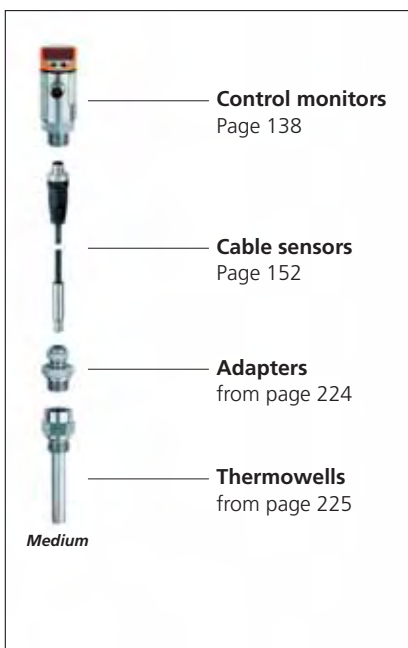 Control monitors
Page 138
Cable sensors
Page 152
Adapters
from page 224
Thermowells
from page 225
Medium